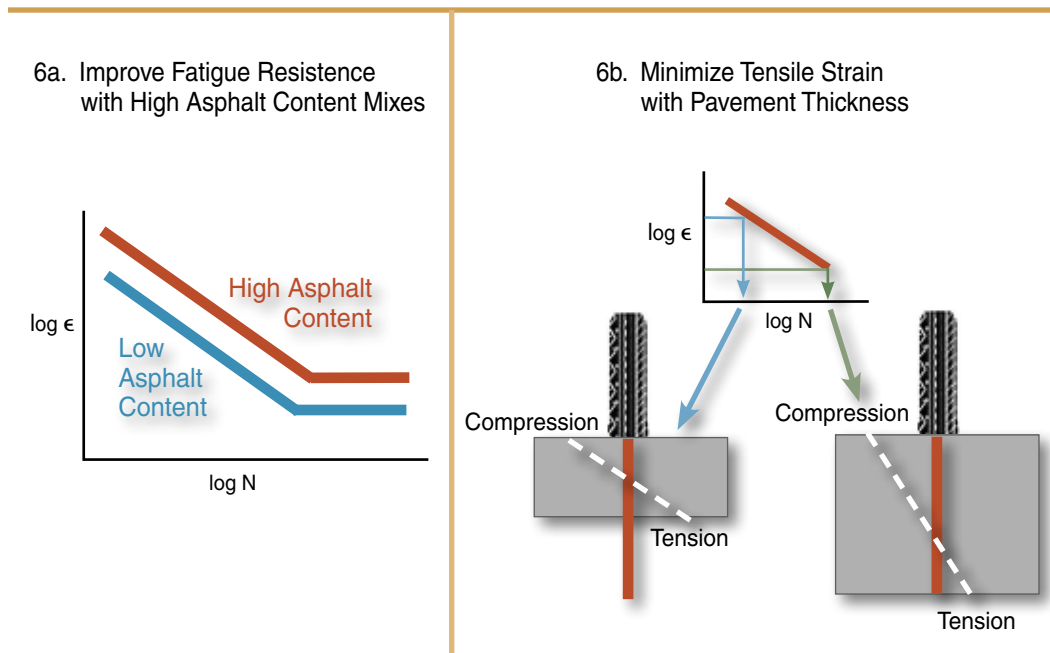 6a. Improve Fatigue Resistence
with High Asphalt Content Mixes
log ϵ
High Asphalt
Content
Low
Asphalt
Content
log N
6b. Minimize Tensile Strain
with Pavement Thickness
log ϵ
log N
Compression
Tension
Compression
Tension